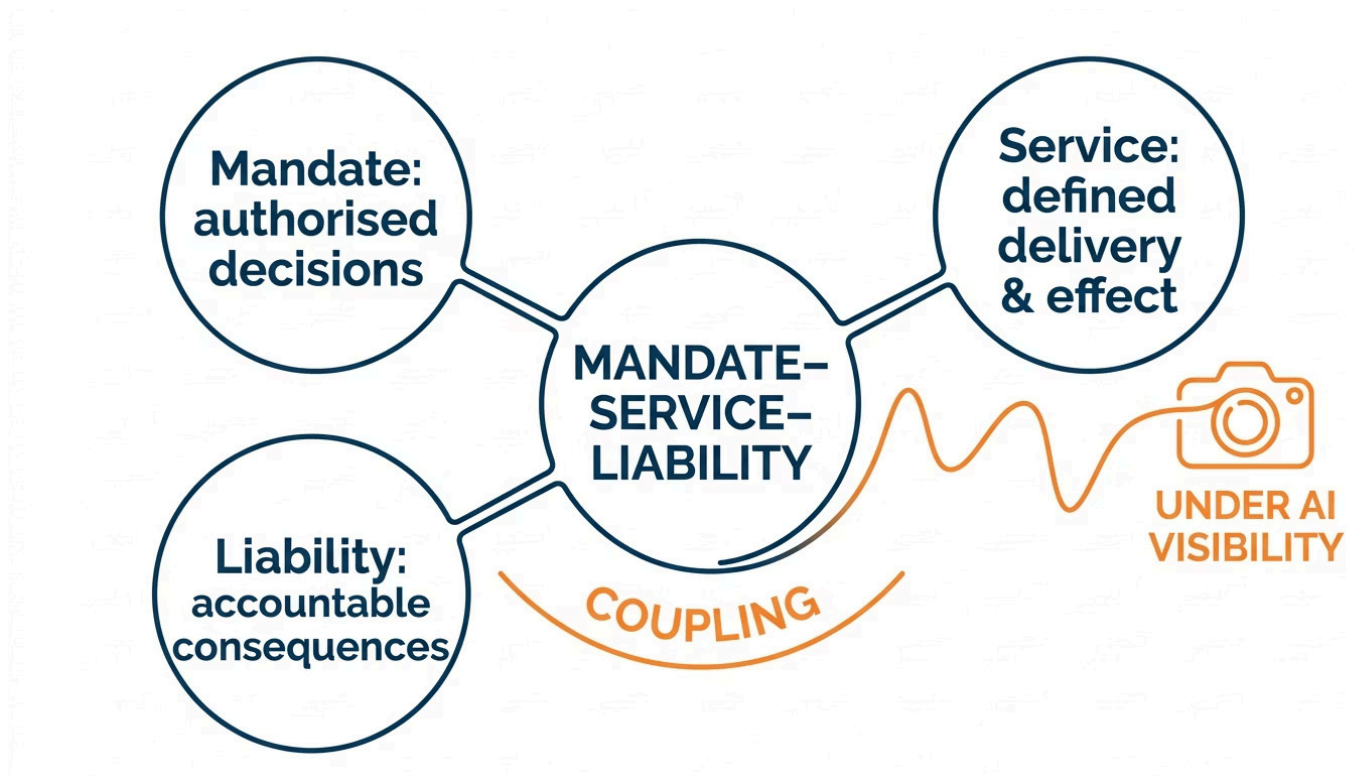 Mandate:
authorised
decisions
Service:
defined
delivery
& effect
MANDATE–
SERVICE–
LIABILITY
Liability:
accountable
consequences
COUPLING
UNDER AI
VISIBILITY